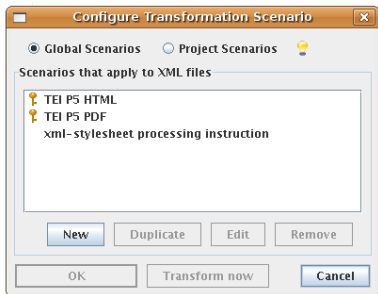 Configure Transformation Scenario
Global Scenarios Project Scenarios
Scenarios that apply to XML files
TEI P5 HTML
TEI P5 PDF
xml-stylesheet processing instruction
New Duplicate Edit Remove
OK Transform now Cancel